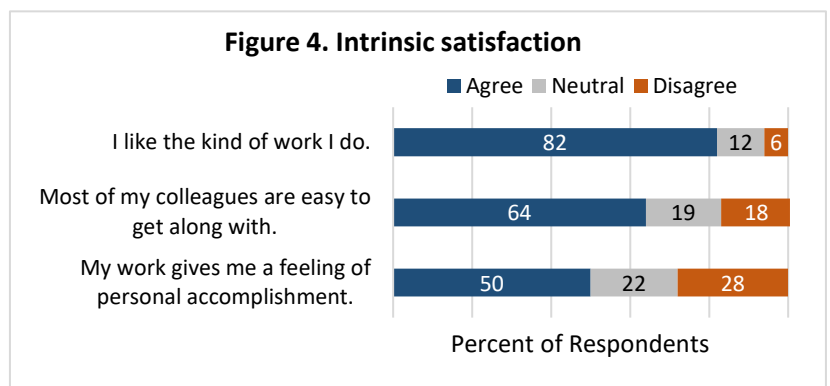 Figure 4. Intrinsic satisfaction
Agree Neutral Disagree
I like the kind of work I do.
82 12 6
Most of my colleagues are easy to
get along with.
64 19 18
My work gives me a feeling of
personal accomplishment.
50 22 28
Percent of Respondents